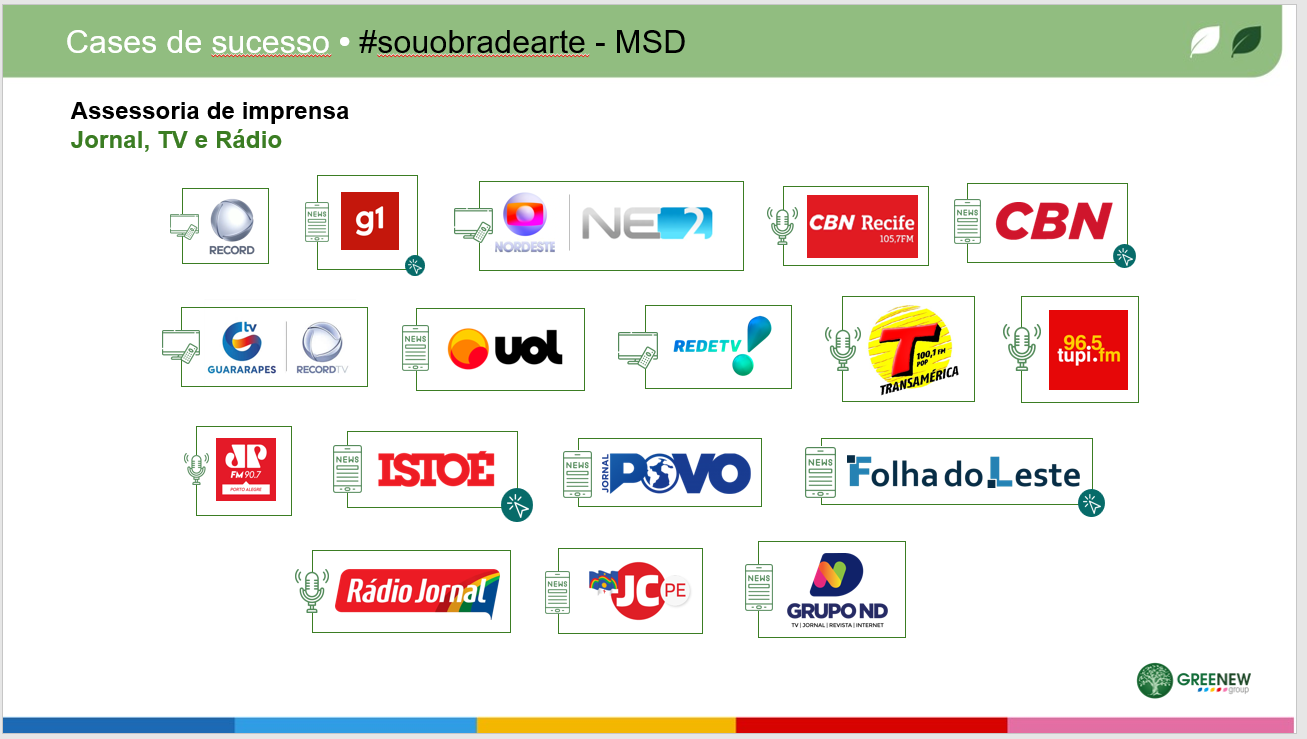 Cases de sucesso • #souobradearte - MSD
Assessoria de imprensa
Jornal, TV e Rádio
RECORD
NEWS
g1
NORDESTE
NE2
CBN Recife
105,7FM
NEWS
CBN
tv
GUARARAPES
RECORDTV
NEWS
UOL
REDETV!
T
100,1 FM
POP
TRANSAMÉRICA
96.5
tupi.fm
JP
FM 90.7
PORTO ALEGRE
NEWS
ISTOÉ
NEWS
JORNAL
POVO
NEWS
Folha do Leste
Rádio Jornal
NEWS
JC
PE
NEWS
GRUPO ND
TV | JORNAL | REVISTA | INTERNET
GREENEW
group